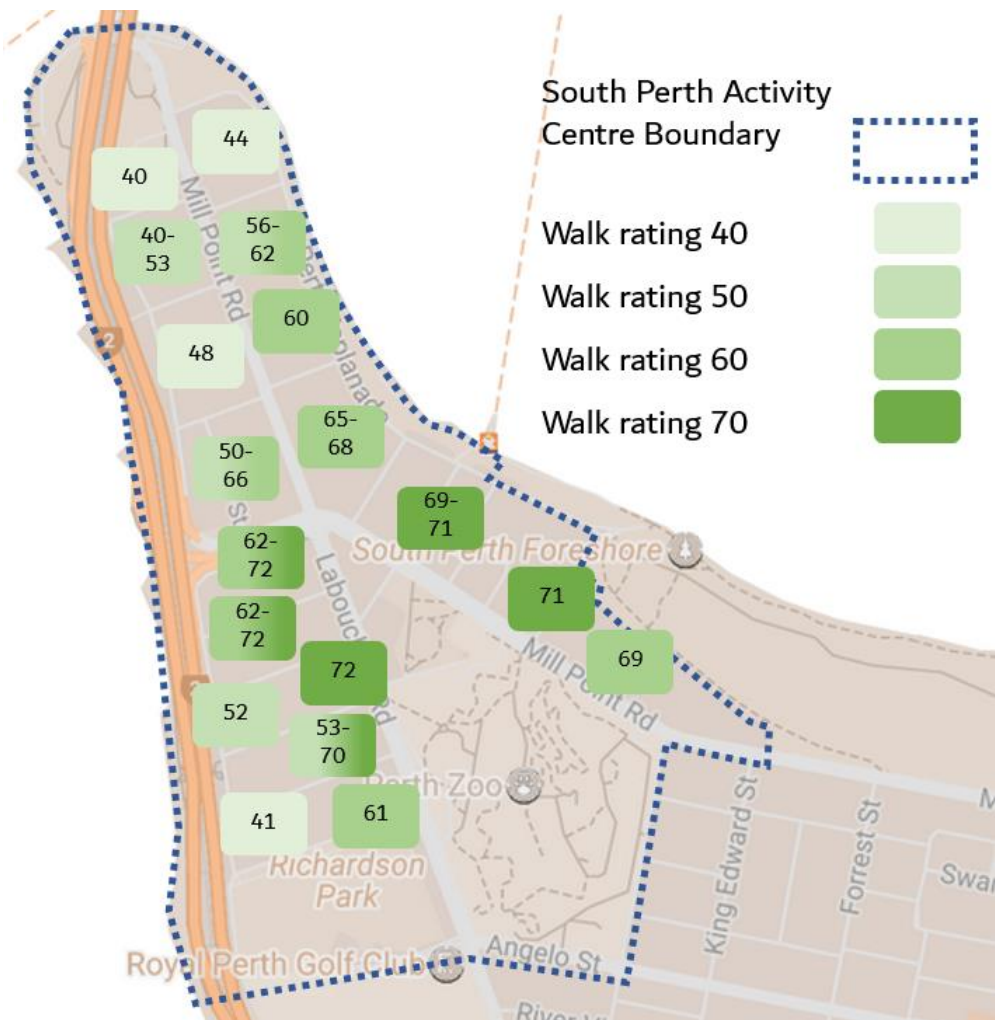 South Perth Activity
Centre Boundary
Walk rating 40
Walk rating 50
Walk rating 60
Walk rating 70
44
40
40-
53
56-
62
60
48
65-
68
50-
66
69-
71
62-
72
71
62-
72
69
72
52
53-
70
61
41
Mill Point Rd
2
St
South Perth Foreshore
Mill Point Rd
Perth Zoo
Richardson
Park
Royal Perth Golf Club
Angelo St
King Edward St
Forrest St